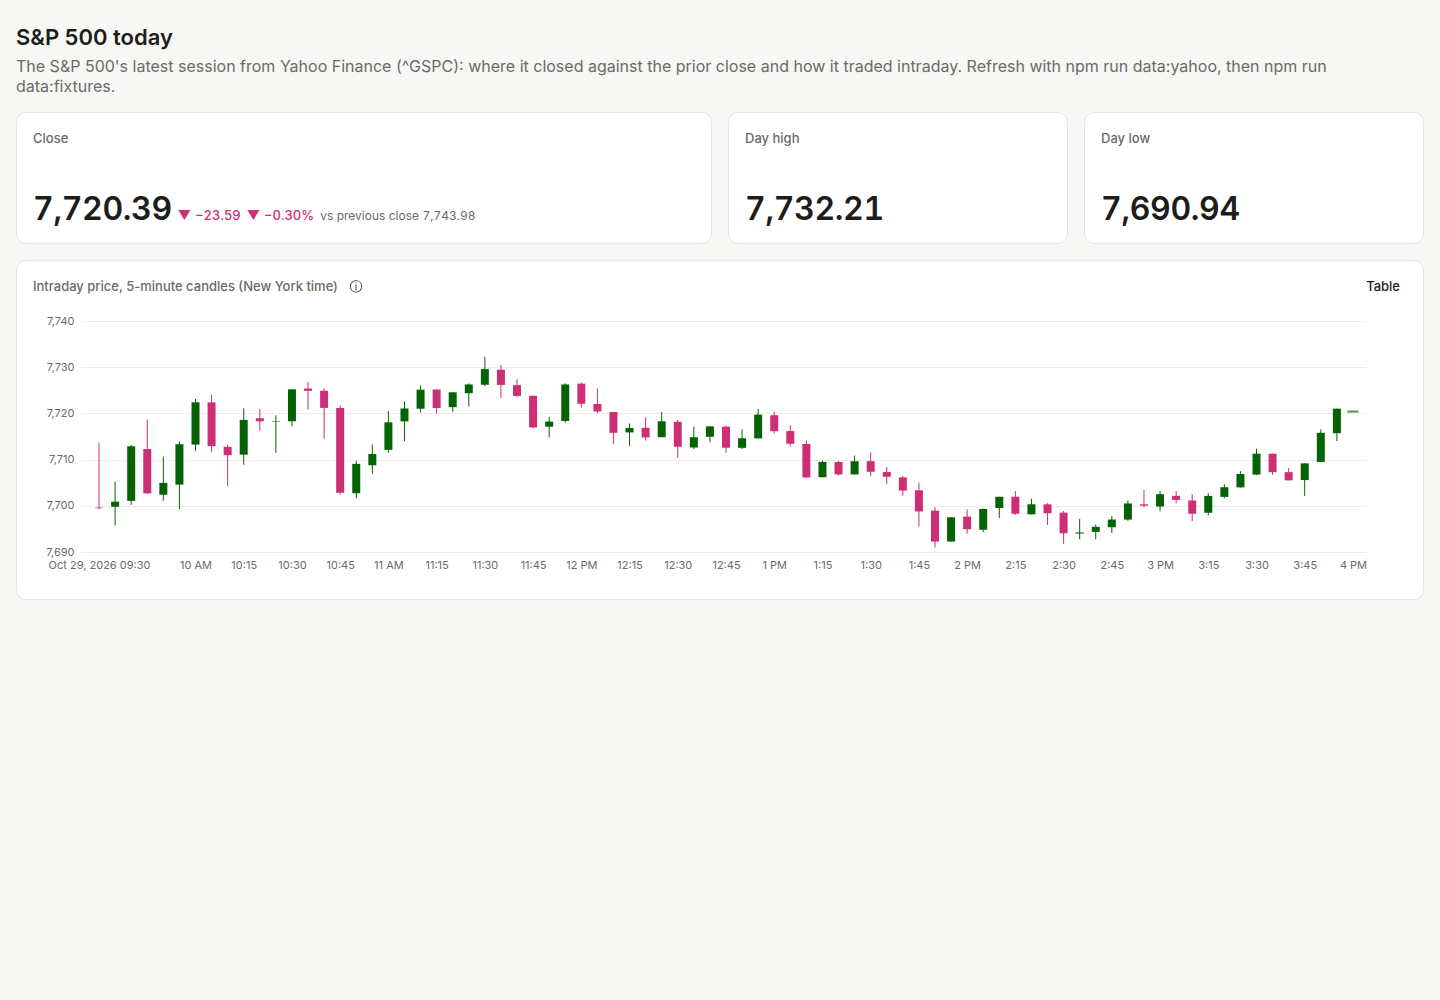 S&P 500 today
The S&P 500's latest session from Yahoo Finance (^GSPC): where it closed against the prior close and how it traded intraday. Refresh with npm run data:yahoo, then npm run
data:fixtures.
Close
7,720.39 ▼ −23.59 ▼ −0.30% vs previous close 7,743.98
Day high
7,732.21
Day low
7,690.94
Intraday price, 5-minute candles (New York time) ⓘ
Table
7,740
7,730
7,720
7,710
7,700
7,690
Oct 29, 2026 09:30 10 AM 10:15 10:30 10:45 11 AM 11:15 11:30 11:45 12 PM 12:15 12:30 12:45 1 PM 1:15 1:30 1:45 2 PM 2:15 2:30 2:45 3 PM 3:15 3:30 3:45 4 PM